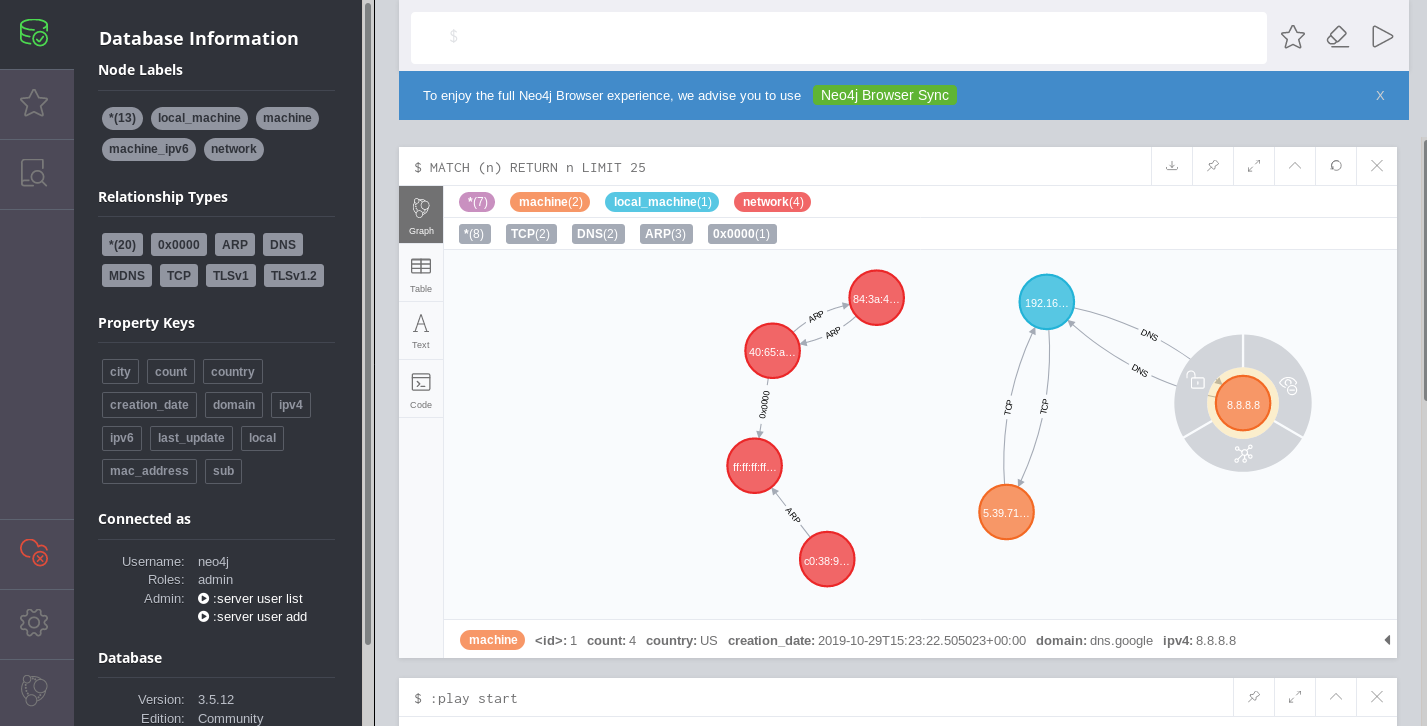 Database Information
Node Labels
*(13) local_machine machine
machine_ipv6 network
Relationship Types
*(20) 0x0000 ARP DNS
MDNS TCP TLSv1 TLSv1.2
Property Keys
city count country
creation_date domain ipv4
ipv6 last_update local
mac_address sub
Connected as
Username: neo4j
Roles: admin
Admin: :server user list
:server user add
Database
Version: 3.5.12
Edition: Community
$
To enjoy the full Neo4j Browser experience, we advise you to use Neo4j Browser Sync X
$ MATCH (n) RETURN n LIMIT 25
Graph
Table
Text
Code
*(7) machine(2) local_machine(1) network(4)
*(8) TCP(2) DNS(2) ARP(3) 0x0000(1)
84:3a:4…
ARP
ARP
40:65:a…
0x0000
ff:ff:ff:ff…
ARP
c0:38:9…
192.16…
DNS
DNS
8.8.8.8
TCP
TCP
5.39.71…
machine <id>: 1 count: 4 country: US creation_date: 2019-10-29T15:23:22.505023+00:00 domain: dns.google ipv4: 8.8.8.8
$ :play start